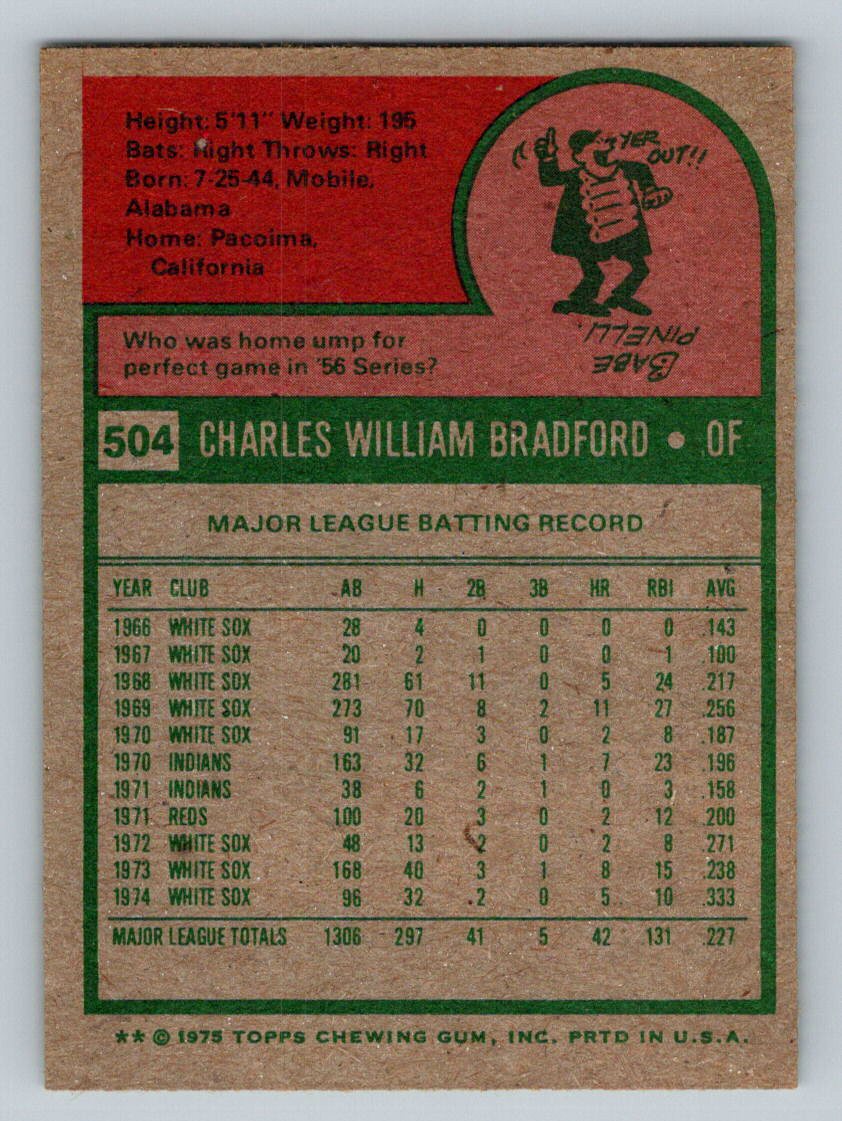 Height: 5'11" Weight: 195
Bats: Right Throws: Right
Born: 7-25-44, Mobile,
Alabama
Home: Pacoima,
California
YER
OUT!!
Who was home ump for
perfect game in '56 Series?
BABE
PINELLI
504 CHARLES WILLIAM BRADFORD • OF
MAJOR LEAGUE BATTING RECORD
YEAR CLUB AB H 2B 3B HR RBI AVG
1966 WHITE SOX 28 4 0 0 0 0 .143
1967 WHITE SOX 20 2 1 0 0 1 .100
1968 WHITE SOX 281 61 11 0 5 24 .217
1969 WHITE SOX 273 70 8 2 11 27 .256
1970 WHITE SOX 91 17 3 0 2 8 .187
1970 INDIANS 163 32 6 1 7 23 .196
1971 INDIANS 38 6 2 1 0 3 .158
1971 REDS 100 20 3 0 2 12 .200
1972 WHITE SOX 48 13 2 0 2 8 .271
1973 WHITE SOX 168 40 3 1 8 15 .238
1974 WHITE SOX 96 32 2 0 5 10 .333
MAJOR LEAGUE TOTALS 1306 297 41 5 42 131 .227
** © 1975 TOPPS CHEWING GUM, INC. PRTD IN U.S.A.